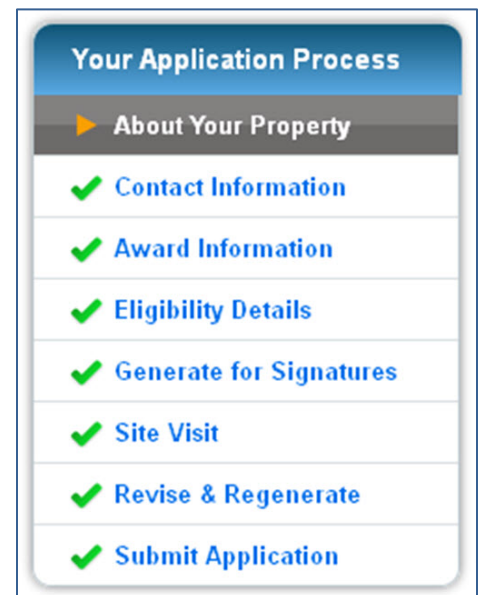 Your Application Process
About Your Property
Contact Information
Award Information
Eligibility Details
Generate for Signatures
Site Visit
Revise & Regenerate
Submit Application